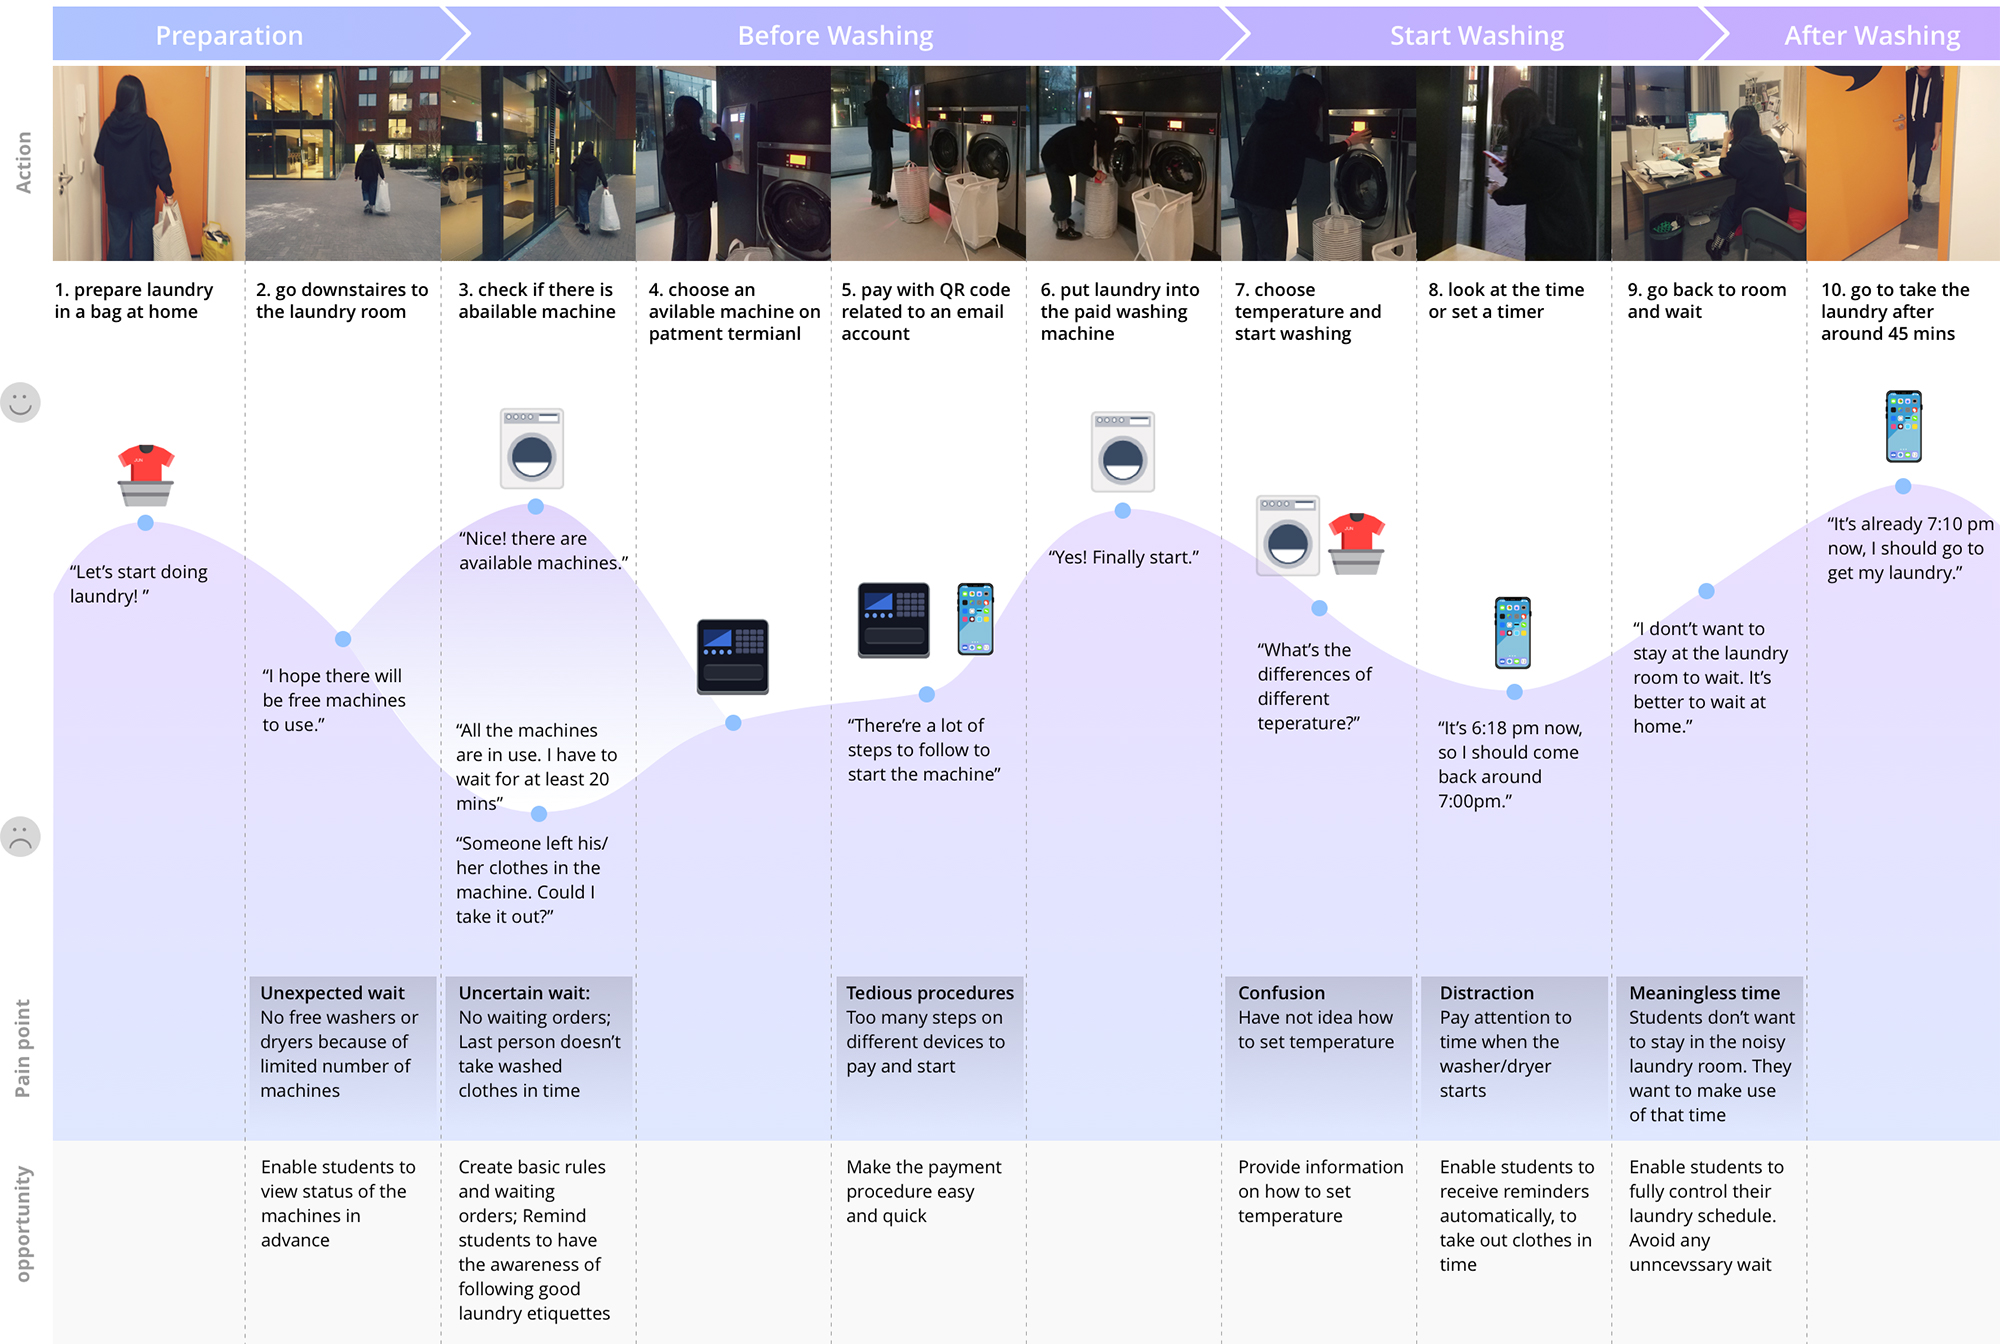 Preparation
Before Washing
Start Washing
After Washing
Action
1. prepare laundry
in a bag at home
2. go downstaires to
the laundry room
3. check if there is
abailable machine
4. choose an
avilable machine on
patment termianl
5. pay with QR code
related to an email
account
6. put laundry into
the paid washing
machine
7. choose
temperature and
start washing
8. look at the time
or set a timer
9. go back to room
and wait
10. go to take the
laundry after
around 45 mins
“Let’s start doing
laundry! ”
“I hope there will
be free machines
to use.”
“Nice! there are
available machines.”
“All the machines
are in use. I have to
wait for at least 20
mins”
“Someone left his/
her clothes in the
machine. Could I
take it out?”
“There’re a lot of
steps to follow to
start the machine”
“Yes! Finally start.”
“What’s the
differences of
different
teperature?”
“It’s 6:18 pm now,
so I should come
back around
7:00pm.”
“I dont’t want to
stay at the laundry
room to wait. It’s
better to wait at
home.”
“It’s already 7:10 pm
now, I should go to
get my laundry.”
JUN
JUN
Pain point
Unexpected wait
No free washers or
dryers because of
limited number of
machines
Uncertain wait:
No waiting orders;
Last person doesn’t
take washed
clothes in time
Tedious procedures
Too many steps on
different devices to
pay and start
Confusion
Have not idea how
to set temperature
Distraction
Pay attention to
time when the
washer/dryer
starts
Meaningless time
Students don’t want
to stay in the noisy
laundry room. They
want to make use
of that time
opportunity
Enable students to
view status of the
machines in
advance
Create basic rules
and waiting
orders; Remind
students to have
the awareness of
following good
laundry etiquettes
Make the payment
procedure easy
and quick
Provide information
on how to set
temperature
Enable students to
receive reminders
automatically, to
take out clothes in
time
Enable students to
fully control their
laundry schedule.
Avoid any
unncevssary wait